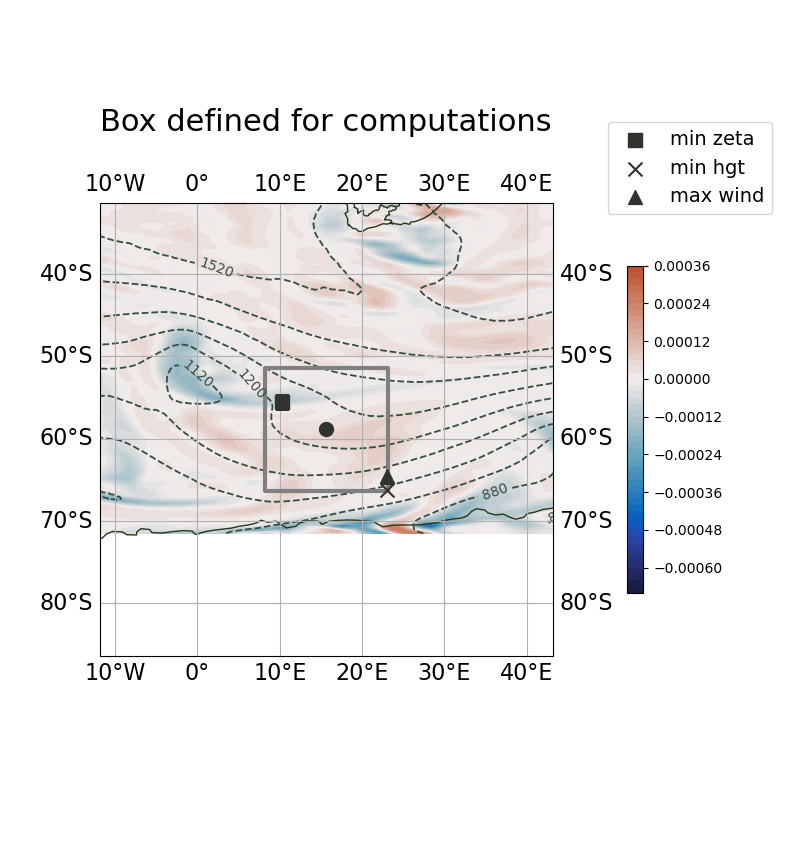 Box defined for computations
min zeta
min hgt
max wind
10°W 0° 10°E 20°E 30°E 40°E
40°S 40°S
50°S 50°S
60°S 60°S
70°S 70°S
80°S 80°S
10°W 0° 10°E 20°E 30°E 40°E
1520
1120
1200
880
0.00036
0.00024
0.00012
0.00000
−0.00012
−0.00024
−0.00036
−0.00048
−0.00060